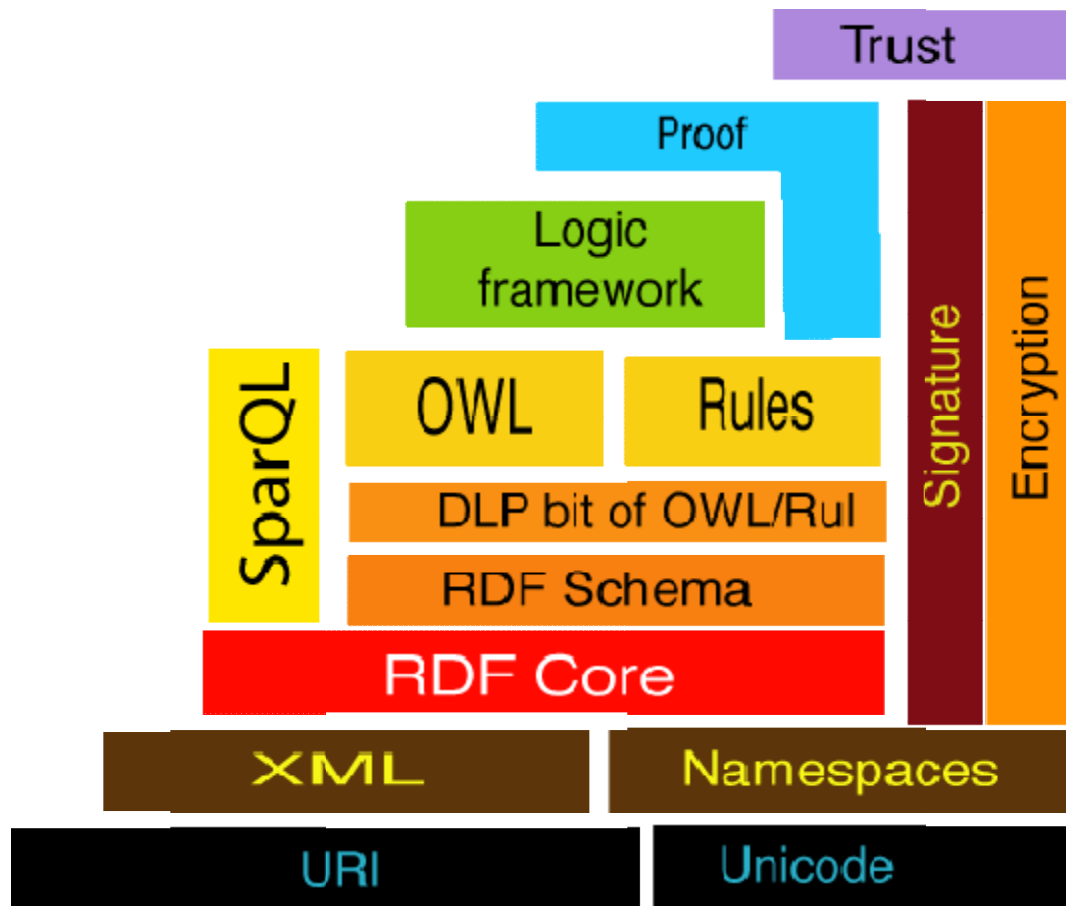 Trust
Proof
Logic
framework
SparQL
OWL
Rules
Signature
Encryption
DLP bit of OWL/Rul
RDF Schema
RDF Core
XML
Namespaces
URI
Unicode